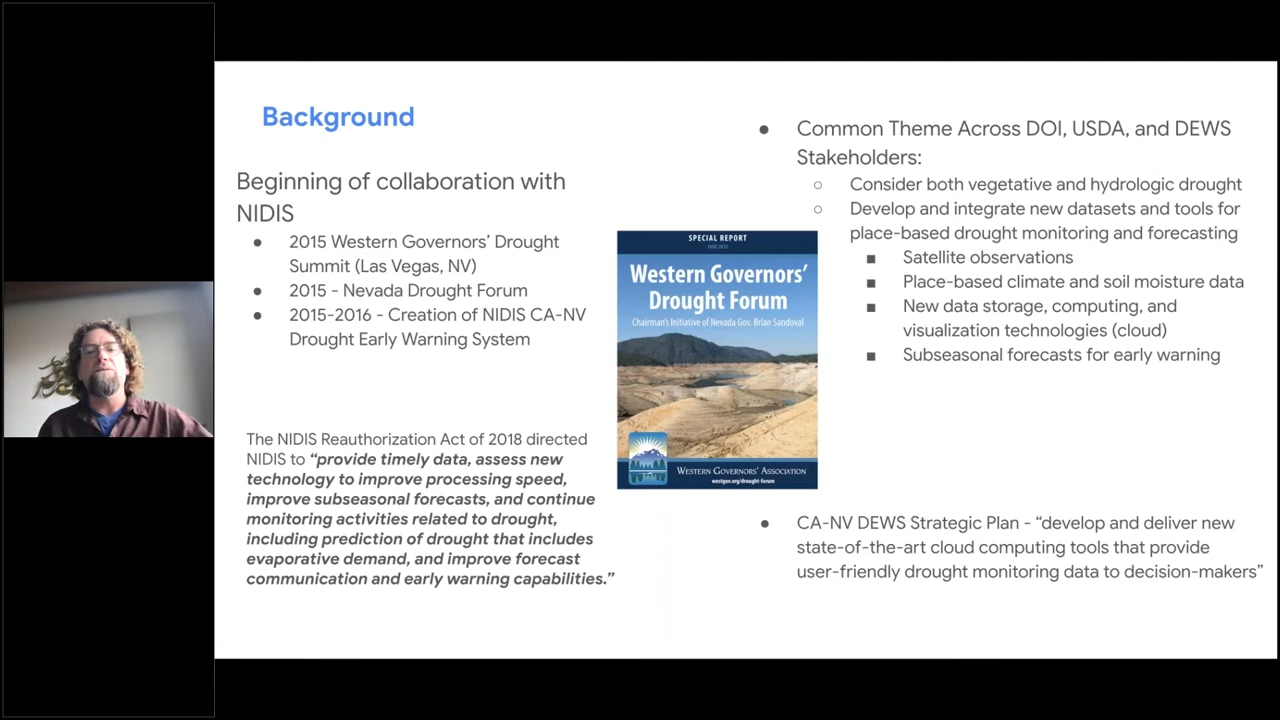 Background
Beginning of collaboration with
NIDIS
● 2015 Western Governors’ Drought
Summit (Las Vegas, NV)
● 2015 - Nevada Drought Forum
● 2015-2016 - Creation of NIDIS CA-NV
Drought Early Warning System
The NIDIS Reauthorization Act of 2018 directed
NIDIS to “provide timely data, assess new
technology to improve processing speed,
improve subseasonal forecasts, and continue
monitoring activities related to drought,
including prediction of drought that includes
evaporative demand, and improve forecast
communication and early warning capabilities.”
SPECIAL REPORT
JUNE 2015
Western Governors’
Drought Forum
Chairman’s Initiative of Nevada Gov. Brian Sandoval
WESTERN GOVERNORS’ ASSOCIATION
westgov.org/drought-forum
● Common Theme Across DOI, USDA, and DEWS
Stakeholders:
○ Consider both vegetative and hydrologic drought
○ Develop and integrate new datasets and tools for
place-based drought monitoring and forecasting
■ Satellite observations
■ Place-based climate and soil moisture data
■ New data storage, computing, and
visualization technologies (cloud)
■ Subseasonal forecasts for early warning
● CA-NV DEWS Strategic Plan - “develop and deliver new
state-of-the-art cloud computing tools that provide
user-friendly drought monitoring data to decision-makers”